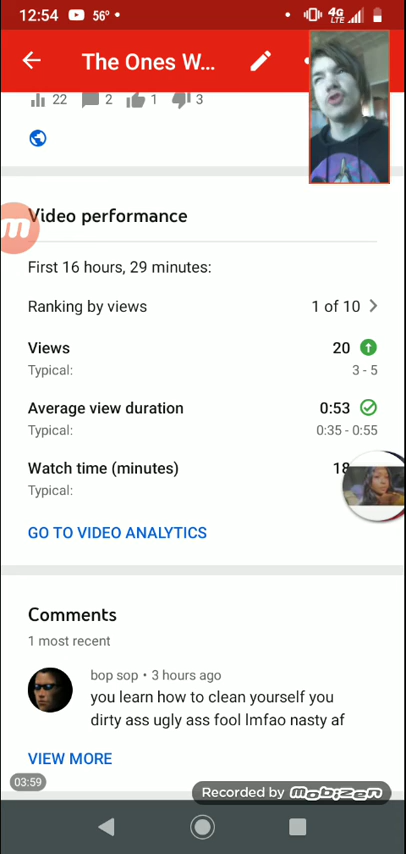 12:54 56°
4G LTE
The Ones W...
22 2 1 3
Video performance
First 16 hours, 29 minutes:
Ranking by views 1 of 10
Views 20
Typical: 3 - 5
Average view duration 0:53
Typical: 0:35 - 0:55
Watch time (minutes) 18
Typical:
GO TO VIDEO ANALYTICS
Comments
1 most recent
bop sop • 3 hours ago
you learn how to clean yourself you
dirty ass ugly ass fool lmfao nasty af
VIEW MORE
03:59
Recorded by mobizen